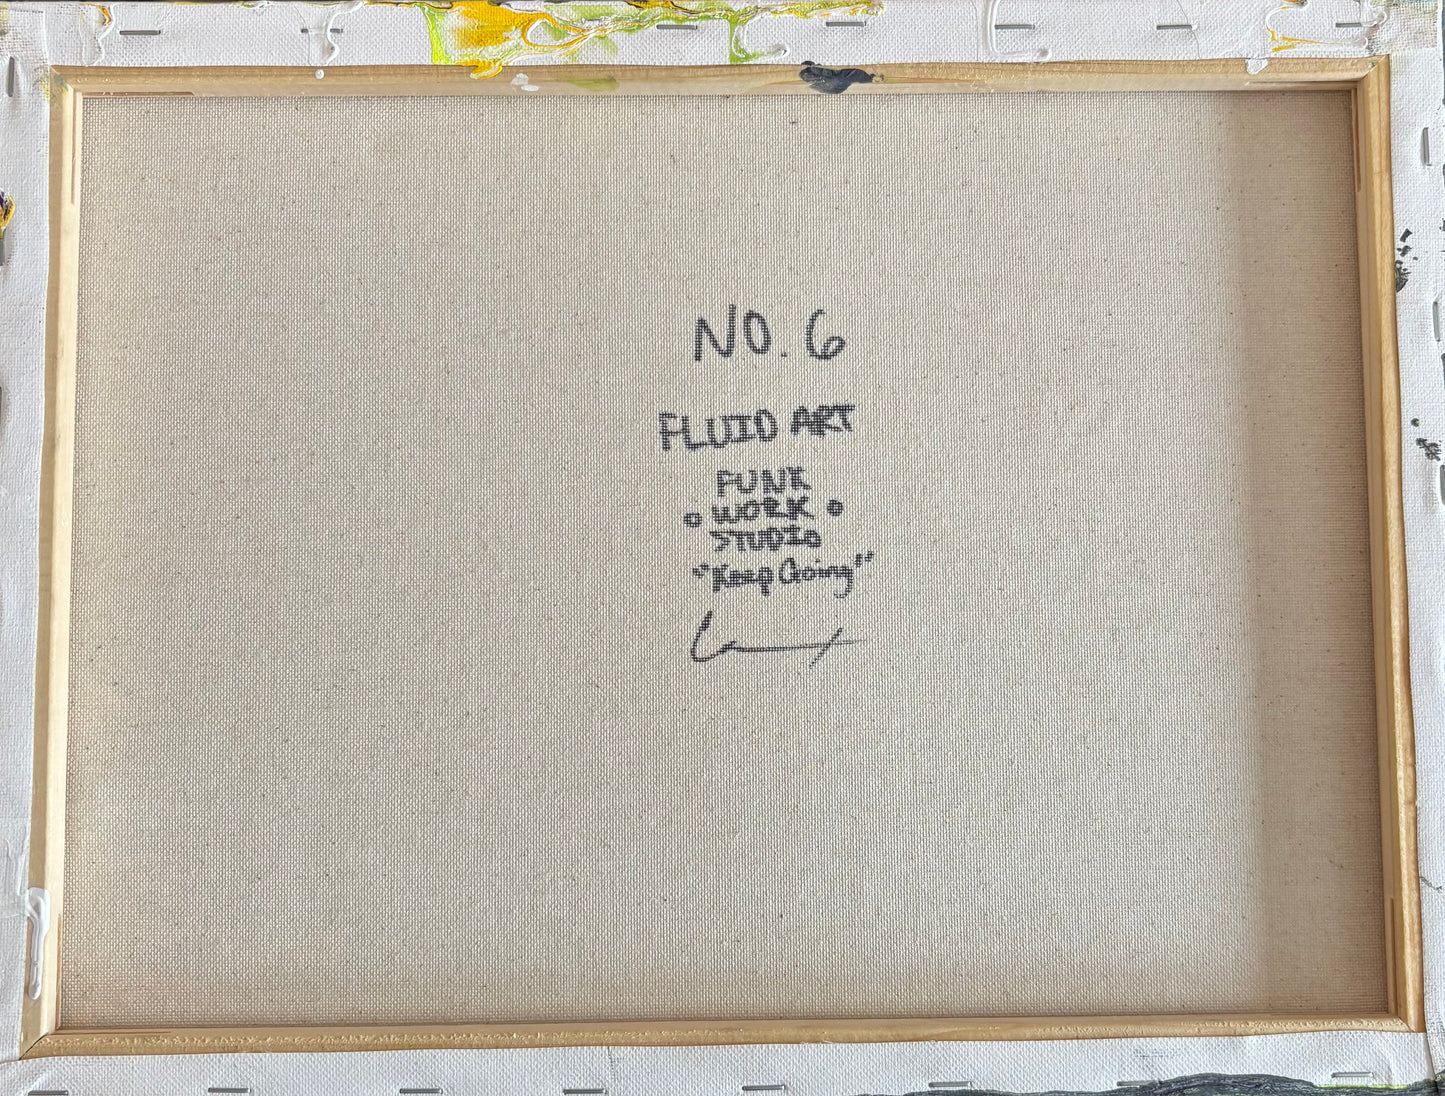 NO. 6
FLUID ART
FUNK
• WORK •
STUDIO
"Keep Going"